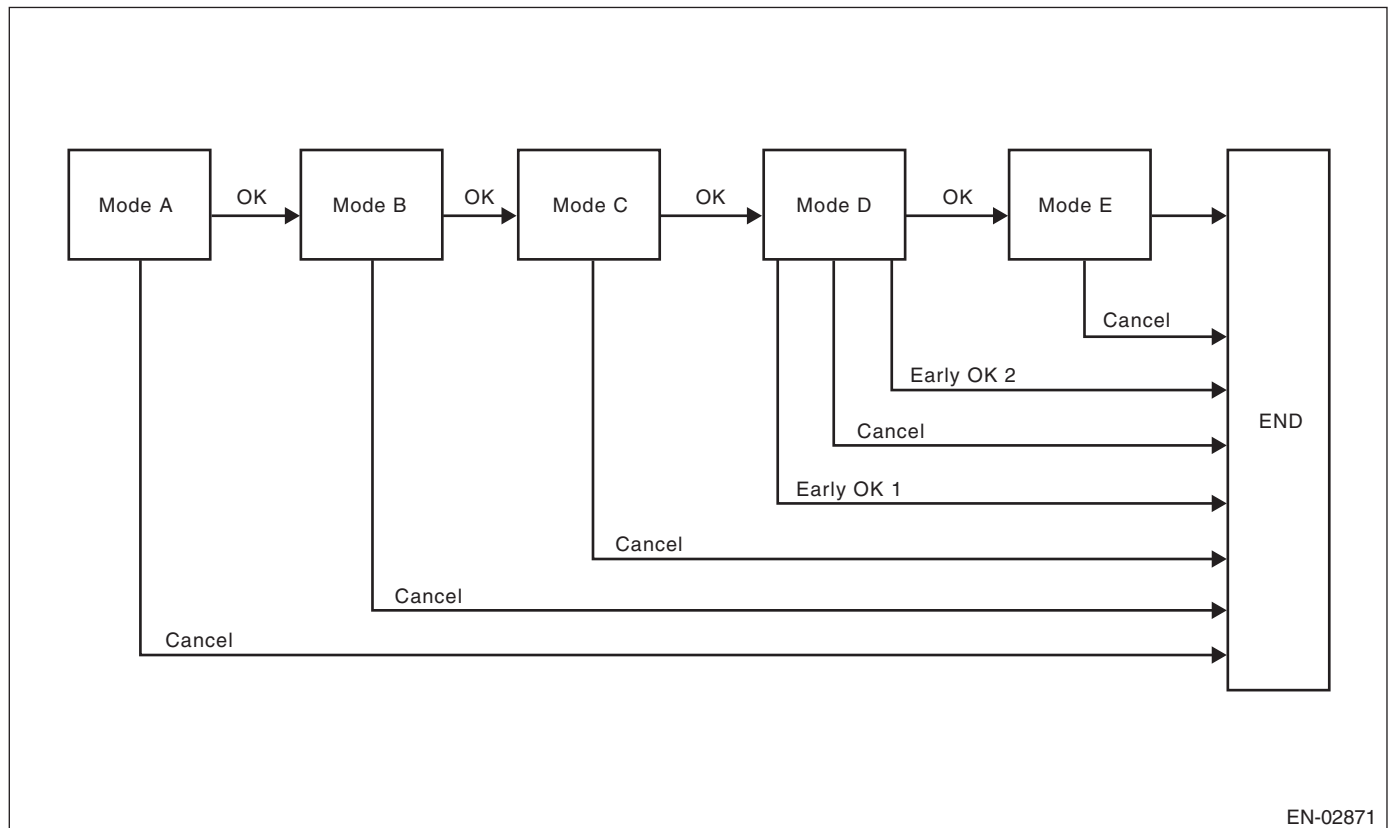 Mode A
OK
Mode B
OK
Mode C
OK
Mode D
OK
Mode E
Cancel
Early OK 2
END
Cancel
Early OK 1
Cancel
Cancel
Cancel
EN-02871